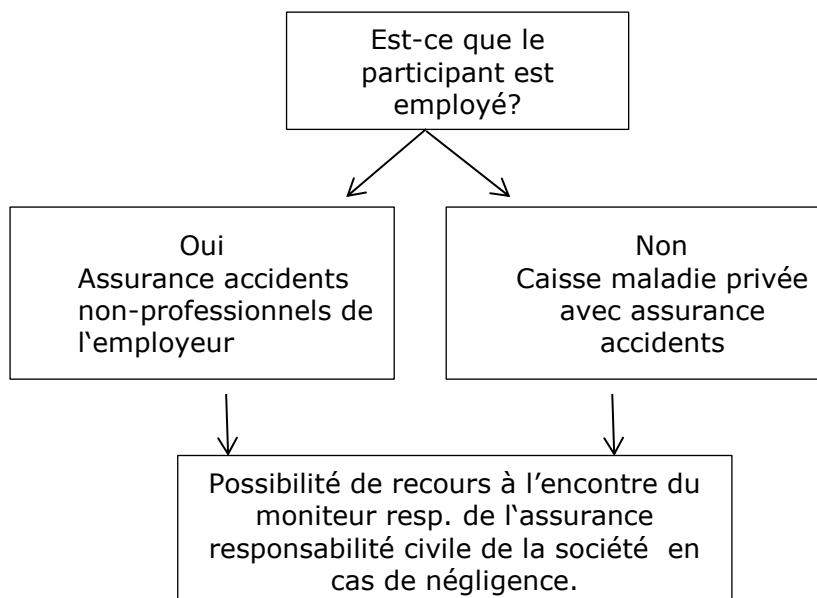 Est-ce que le
participant est
employé?
Oui
Assurance accidents
non-professionnels de
l‘employeur
Non
Caisse maladie privée
avec assurance
accidents
Possibilité de recours à l’encontre du
moniteur resp. de l‘assurance
responsabilité civile de la société en
cas de négligence.